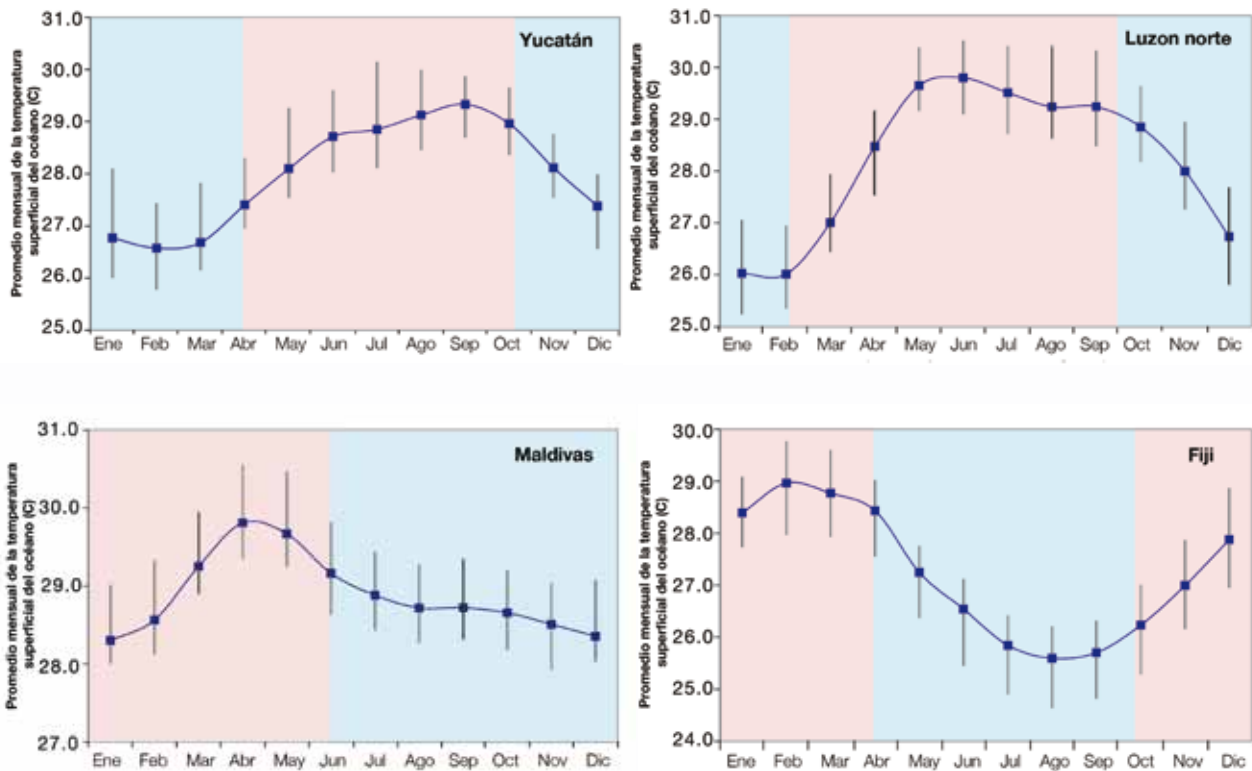 Yucatán
Promedio mensual de la temperatura
superficial del océano (C)
31.0
30.0
29.0
28.0
27.0
26.0
25.0
Ene Feb Mar Abr May Jun Jul Ago Sep Oct Nov Dic
Luzon norte
Promedio mensual de la temperatura
superficial del océano (C)
31.0
30.0
29.0
28.0
27.0
26.0
25.0
Ene Feb Mar Abr May Jun Jul Ago Sep Oct Nov Dic
Maldivas
Promedio mensual de la temperatura
superficial del océano (C)
31.0
30.0
29.0
28.0
27.0
Ene Feb Mar Abr May Jun Jul Ago Sep Oct Nov Dic
Fiji
Promedio mensual de la temperatura
superficial del océano (C)
30.0
29.0
28.0
27.0
26.0
25.0
24.0
Ene Feb Mar Abr May Jun Jul Ago Sep Oct Nov Dic